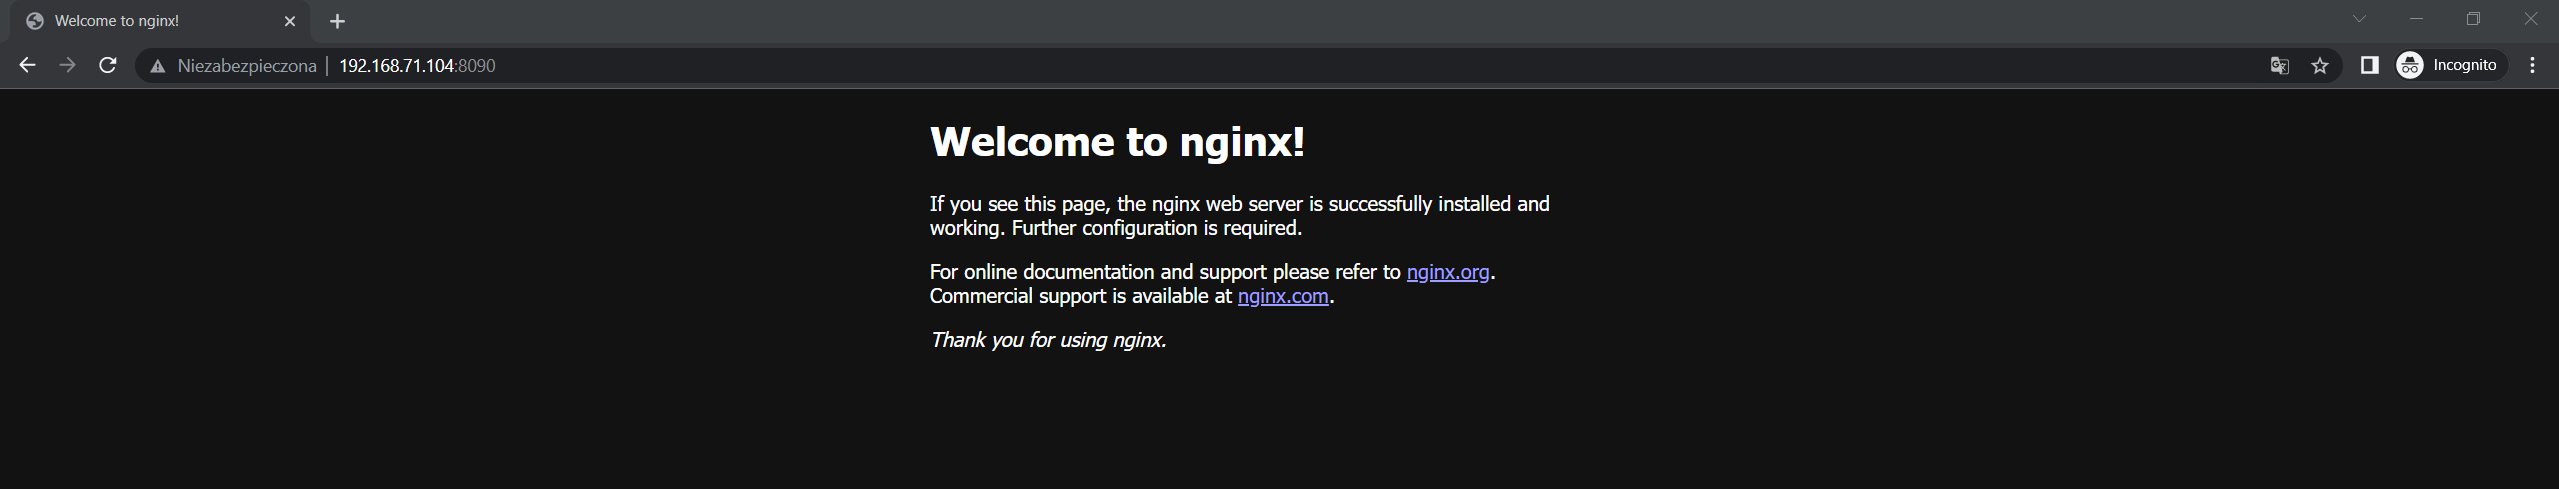 Welcome to nginx!
Niezabezpieczona | 192.168.71.104:8090
Incognito
Welcome to nginx!
If you see this page, the nginx web server is successfully installed and
working. Further configuration is required.
For online documentation and support please refer to nginx.org.
Commercial support is available at nginx.com.
Thank you for using nginx.